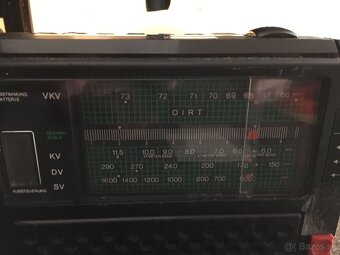 ABSTIMMUNG
BATTERIE
VKV
73 72 71 70 69 68 67 66
OIRT
DEZIMAL
SKALA
KV
11.5 10.0 9.0 8.0 7.0 6.5 6.0
DV
290 270 240 200 170 150
SV
1600 1400 1200 1000 800 600
AUSSTEUERUNG
Bazos.sk